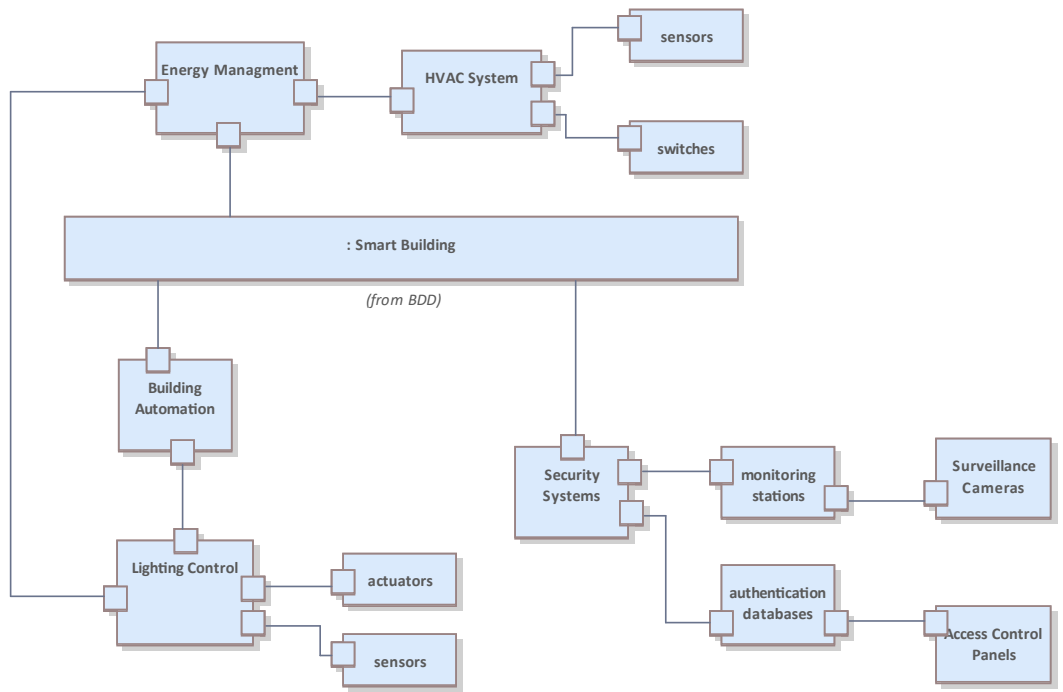 sensors
Energy Managment
HVAC System
switches
: Smart Building
(from BDD)
Building
Automation
Security
Systems
monitoring
stations
Surveillance
Cameras
Lighting Control
actuators
sensors
authentication
databases
Access Control
Panels